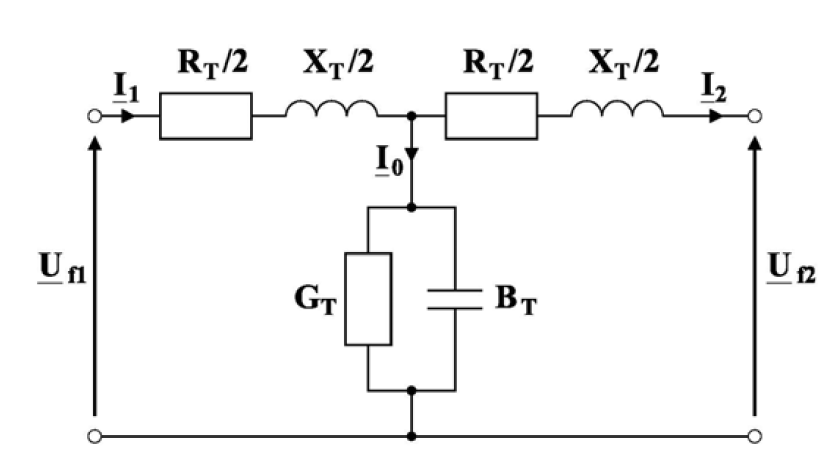 R_T/2 X_T/2 R_T/2 X_T/2
I_1 I_2
I_0
U_f1 G_T B_T U_f2